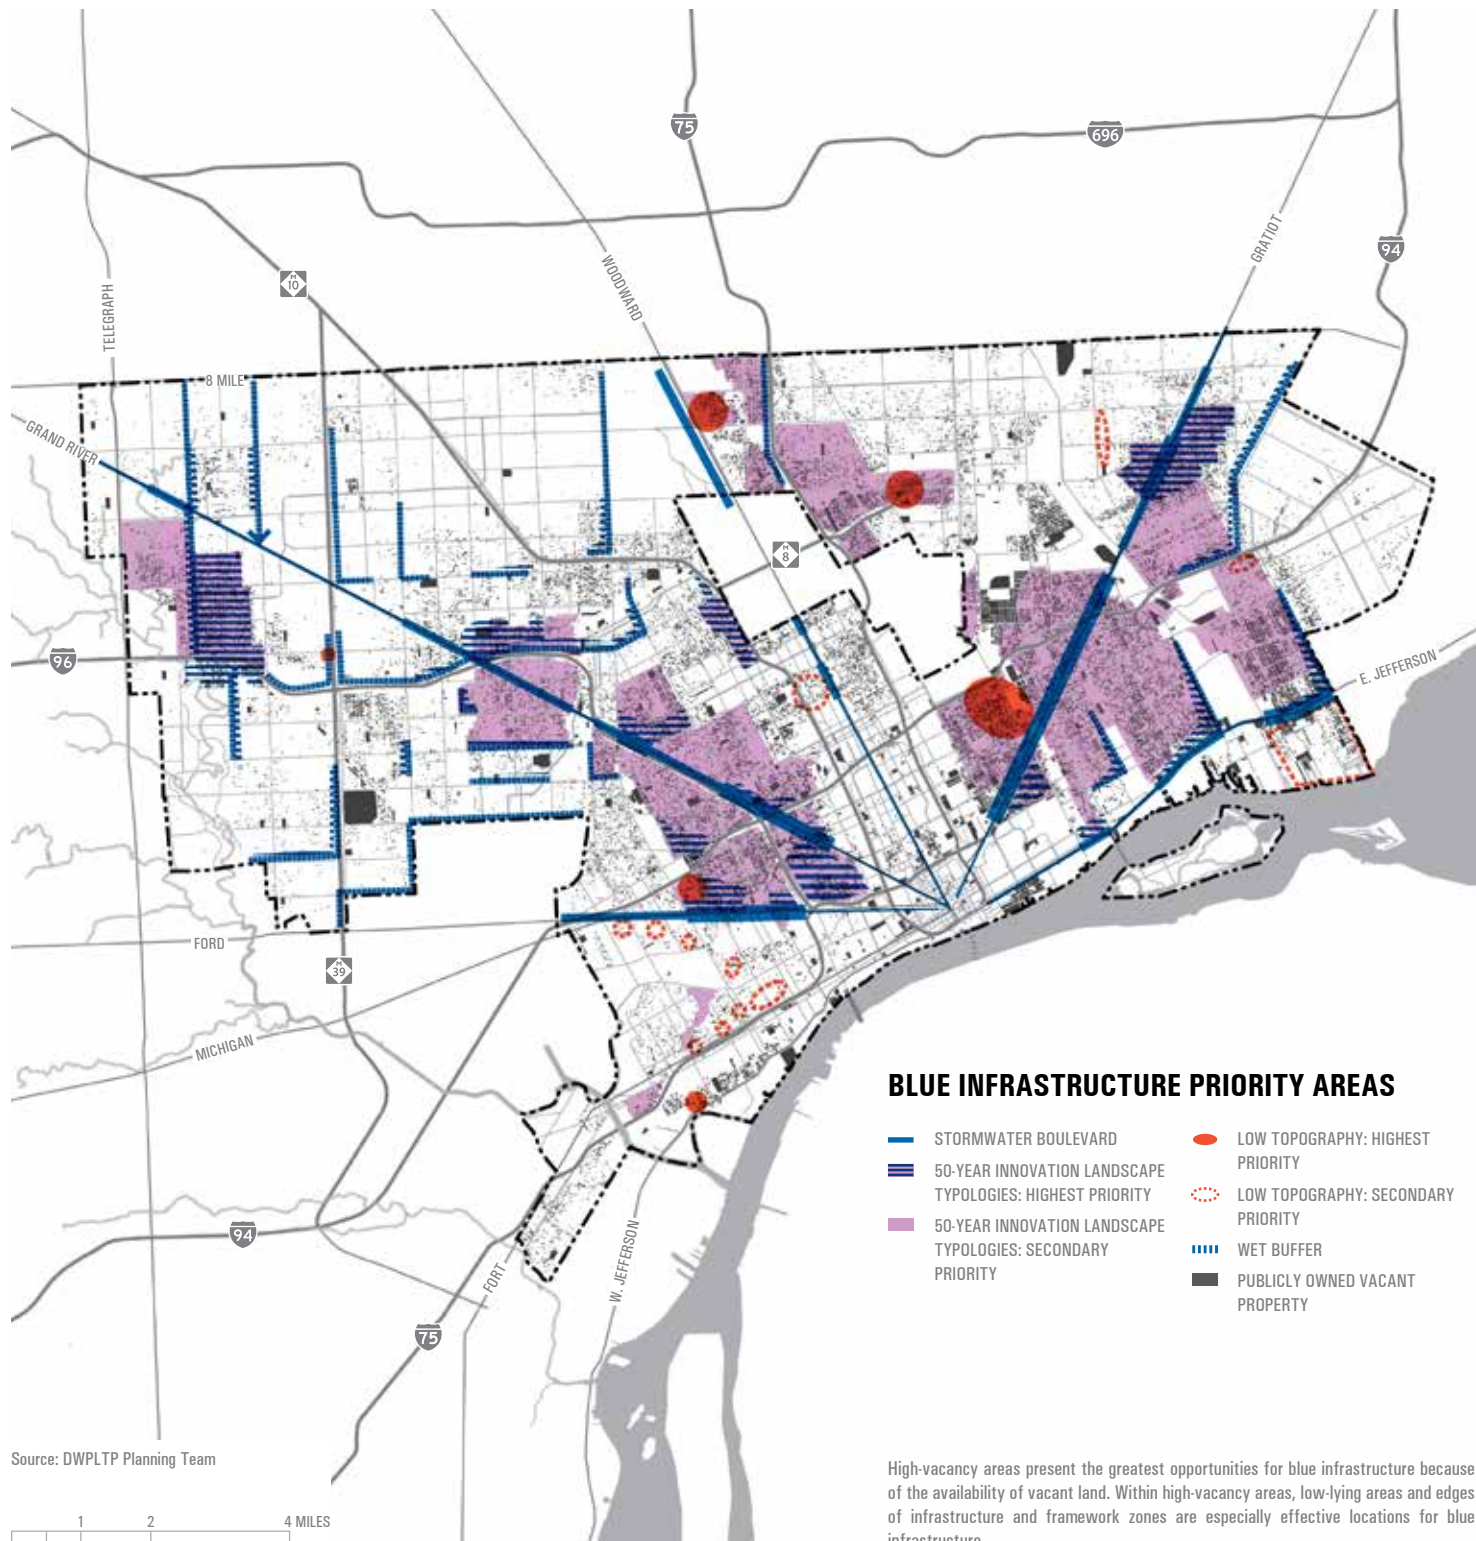 75
696
WOODWARD
GRATIOT
94
M
10
TELEGRAPH
8 MILE
GRAND RIVER
M
8
96
E. JEFFERSON
FORD
M
39
MICHIGAN
94
FORT
W. JEFFERSON
75
BLUE INFRASTRUCTURE PRIORITY AREAS
STORMWATER BOULEVARD
50-YEAR INNOVATION LANDSCAPE
TYPOLOGIES: HIGHEST PRIORITY
50-YEAR INNOVATION LANDSCAPE
TYPOLOGIES: SECONDARY
PRIORITY
LOW TOPOGRAPHY: HIGHEST
PRIORITY
LOW TOPOGRAPHY: SECONDARY
PRIORITY
WET BUFFER
PUBLICLY OWNED VACANT
PROPERTY
Source: DWPLTP Planning Team
1 2 4 MILES
High-vacancy areas present the greatest opportunities for blue infrastructure because
of the availability of vacant land. Within high-vacancy areas, low-lying areas and edges
of infrastructure and framework zones are especially effective locations for blue
infrastructure